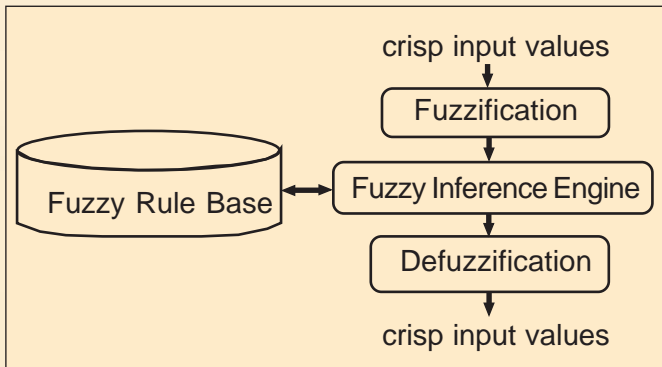 crisp input values
Fuzzification
Fuzzy Rule Base
Fuzzy Inference Engine
Defuzzification
crisp input values